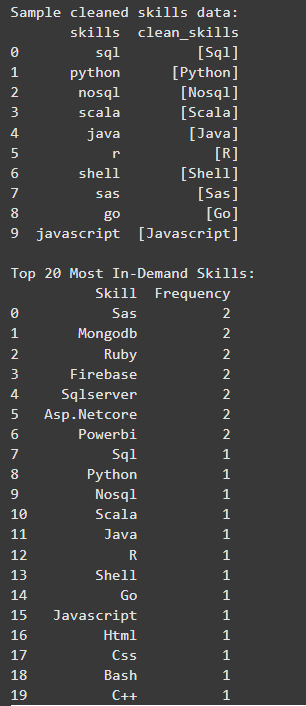 Sample cleaned skills data:
skills clean_skills
0 sql [Sql]
1 python [Python]
2 nosql [Nosql]
3 scala [Scala]
4 java [Java]
5 r [R]
6 shell [Shell]
7 sas [Sas]
8 go [Go]
9 javascript [Javascript]
Top 20 Most In-Demand Skills:
Skill Frequency
0 Sas 2
1 Mongodb 2
2 Ruby 2
3 Firebase 2
4 Sqlserver 2
5 Asp.Netcore 2
6 Powerbi 2
7 Sql 1
8 Python 1
9 Nosql 1
10 Scala 1
11 Java 1
12 R 1
13 Shell 1
14 Go 1
15 Javascript 1
16 Html 1
17 Css 1
18 Bash 1
19 C++ 1